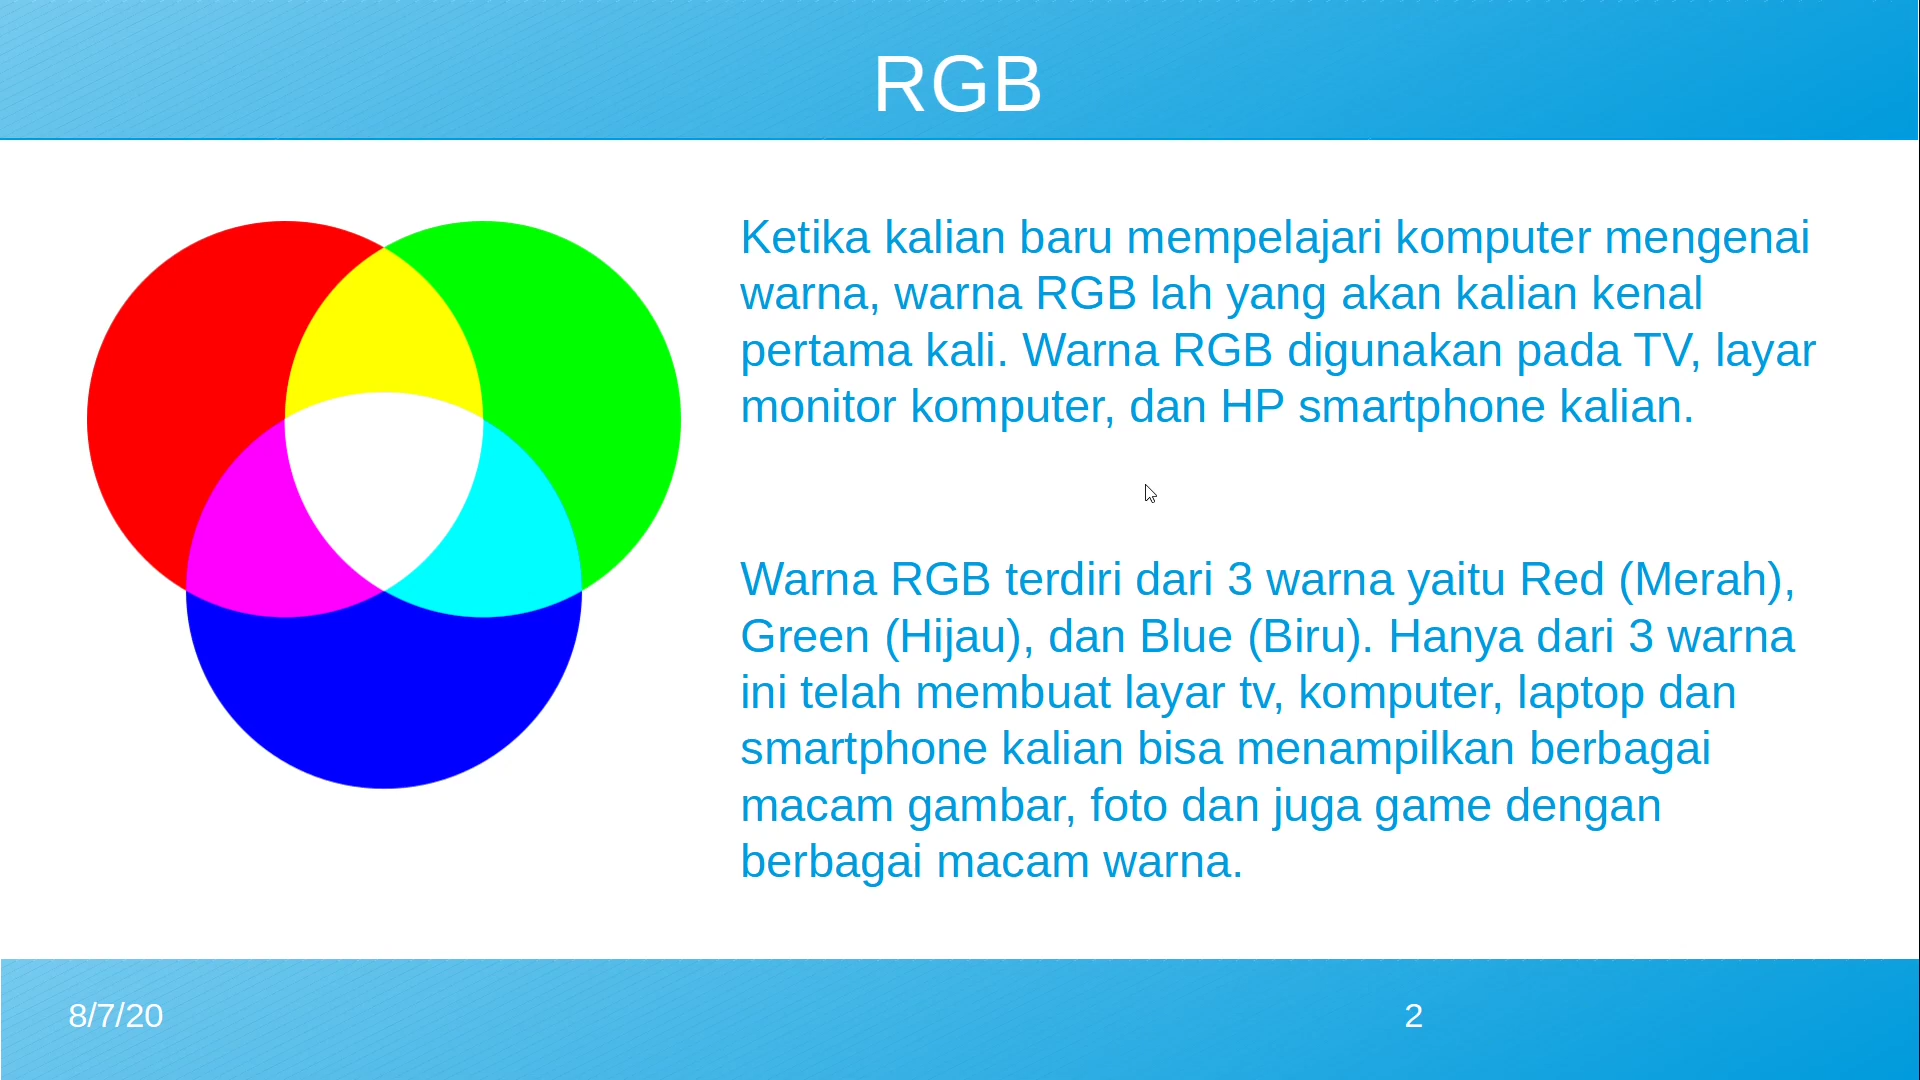 RGB
Ketika kalian baru mempelajari komputer mengenai
warna, warna RGB lah yang akan kalian kenal
pertama kali. Warna RGB digunakan pada TV, layar
monitor komputer, dan HP smartphone kalian.
Warna RGB terdiri dari 3 warna yaitu Red (Merah),
Green (Hijau), dan Blue (Biru). Hanya dari 3 warna
ini telah membuat layar tv, komputer, laptop dan
smartphone kalian bisa menampilkan berbagai
macam gambar, foto dan juga game dengan
berbagai macam warna.
8/7/20
2